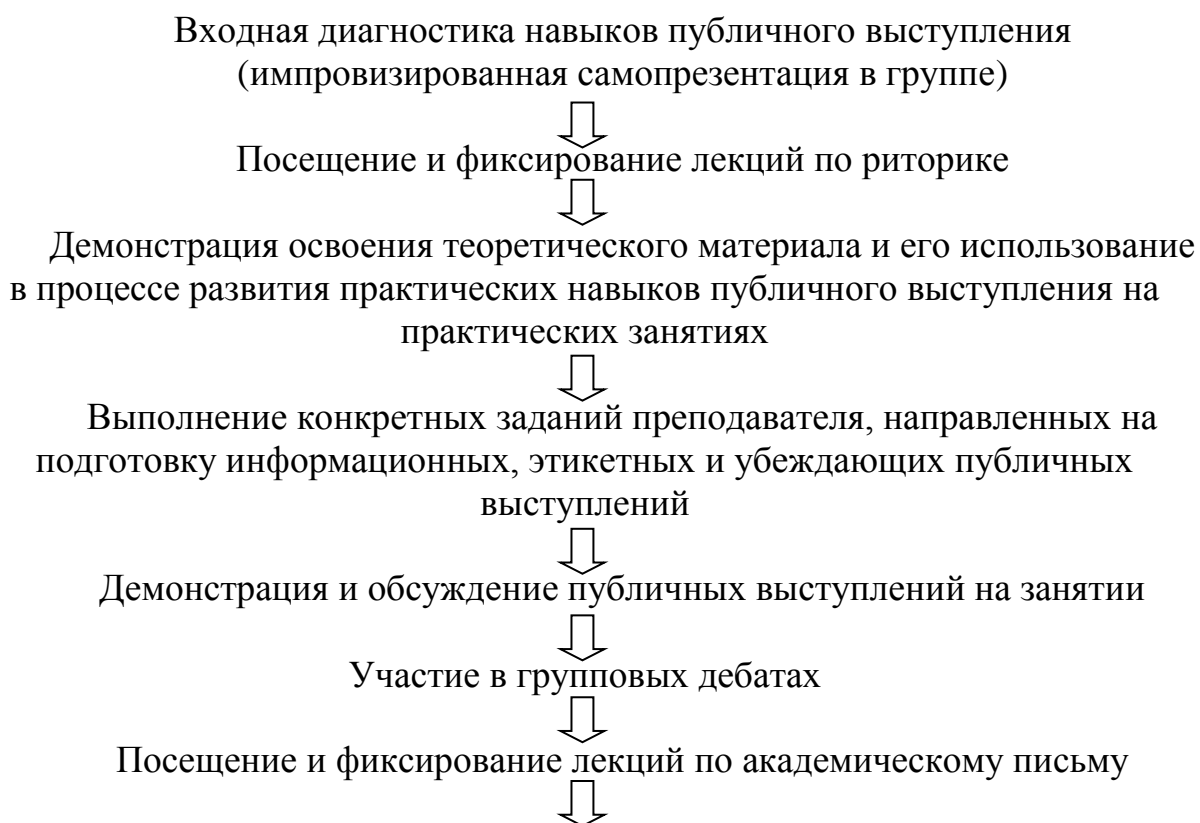 Входная диагностика навыков публичного выступления
(импровизированная самопрезентация в группе)
Посещение и фиксирование лекций по риторике
Демонстрация освоения теоретического материала и его использование
в процессе развития практических навыков публичного выступления на
практических занятиях
Выполнение конкретных заданий преподавателя, направленных на
подготовку информационных, этикетных и убеждающих публичных
выступлений
Демонстрация и обсуждение публичных выступлений на занятии
Участие в групповых дебатах
Посещение и фиксирование лекций по академическому письму